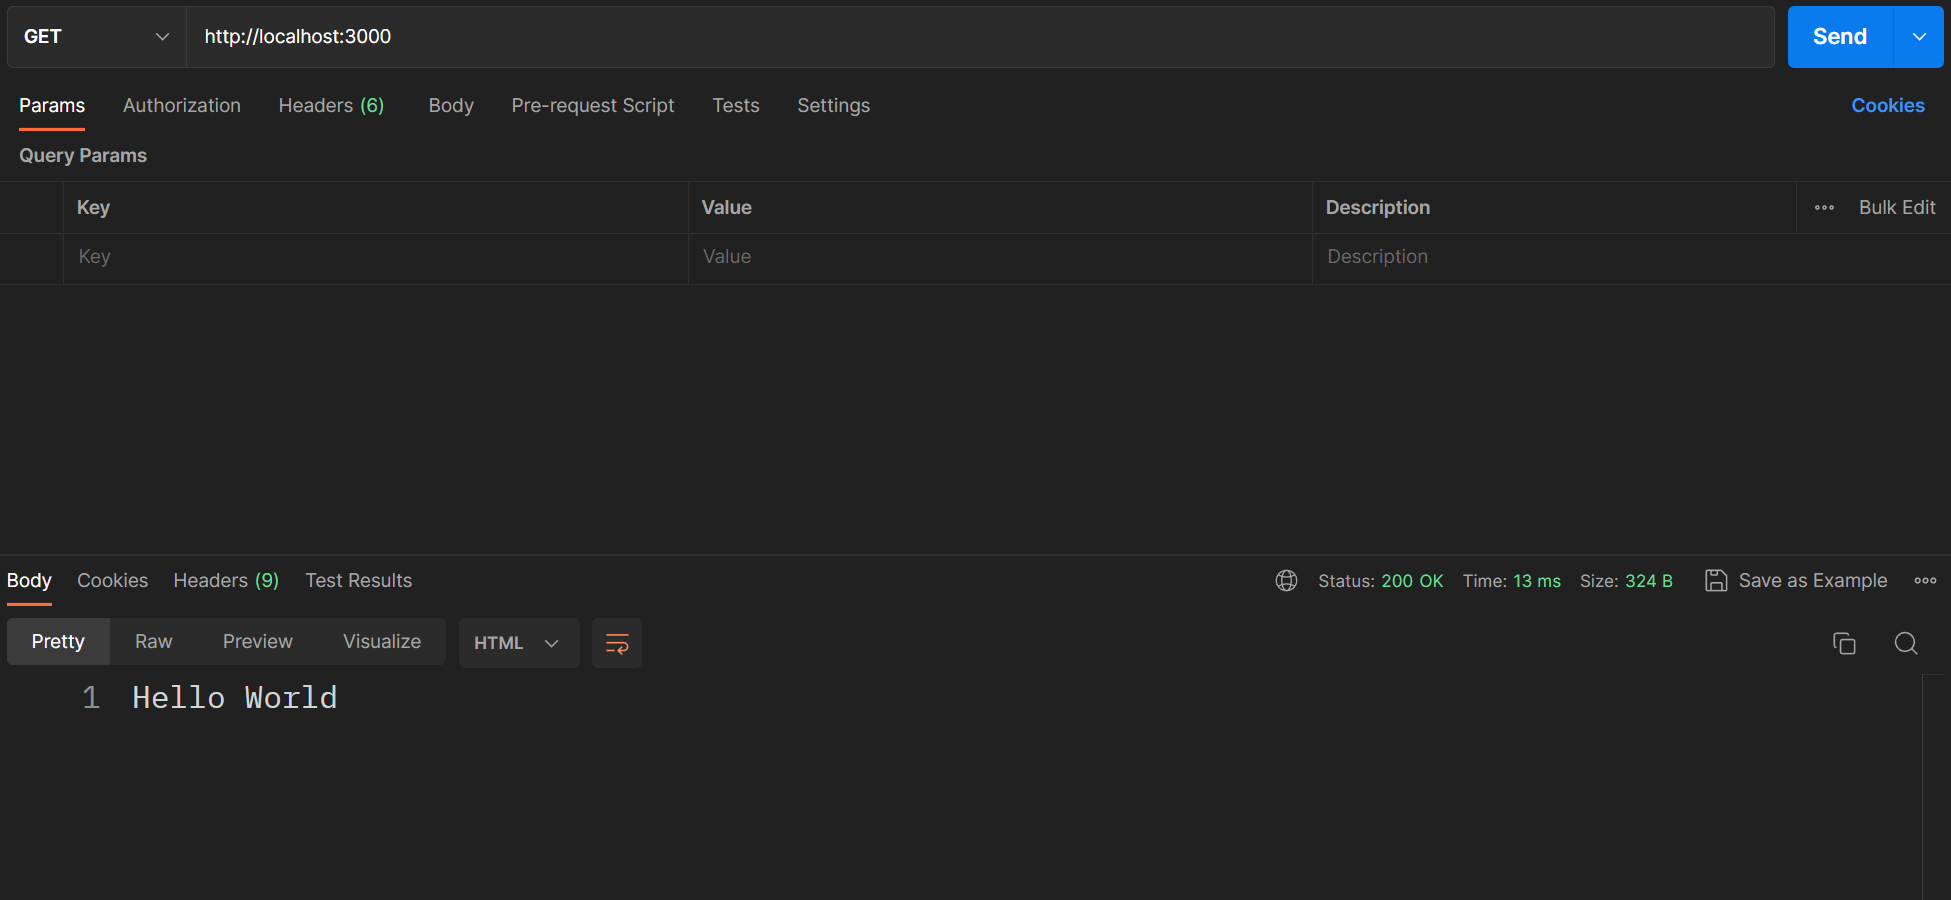 GET http://localhost:3000 Send
Params Authorization Headers (6) Body Pre-request Script Tests Settings Cookies
Query Params
Key Value Description Bulk Edit
Key Value Description
Body Cookies Headers (9) Test Results Status: 200 OK Time: 13 ms Size: 324 B Save as Example
Pretty Raw Preview Visualize HTML
1 Hello World